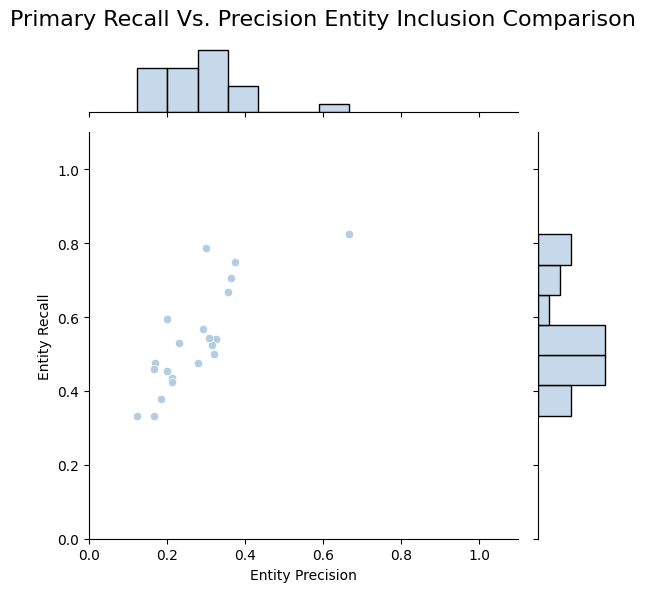 Primary Recall Vs. Precision Entity Inclusion Comparison
1.0
0.8
0.6
0.4
0.2
0.0
Entity Recall
0.0 0.2 0.4 0.6 0.8 1.0
Entity Precision